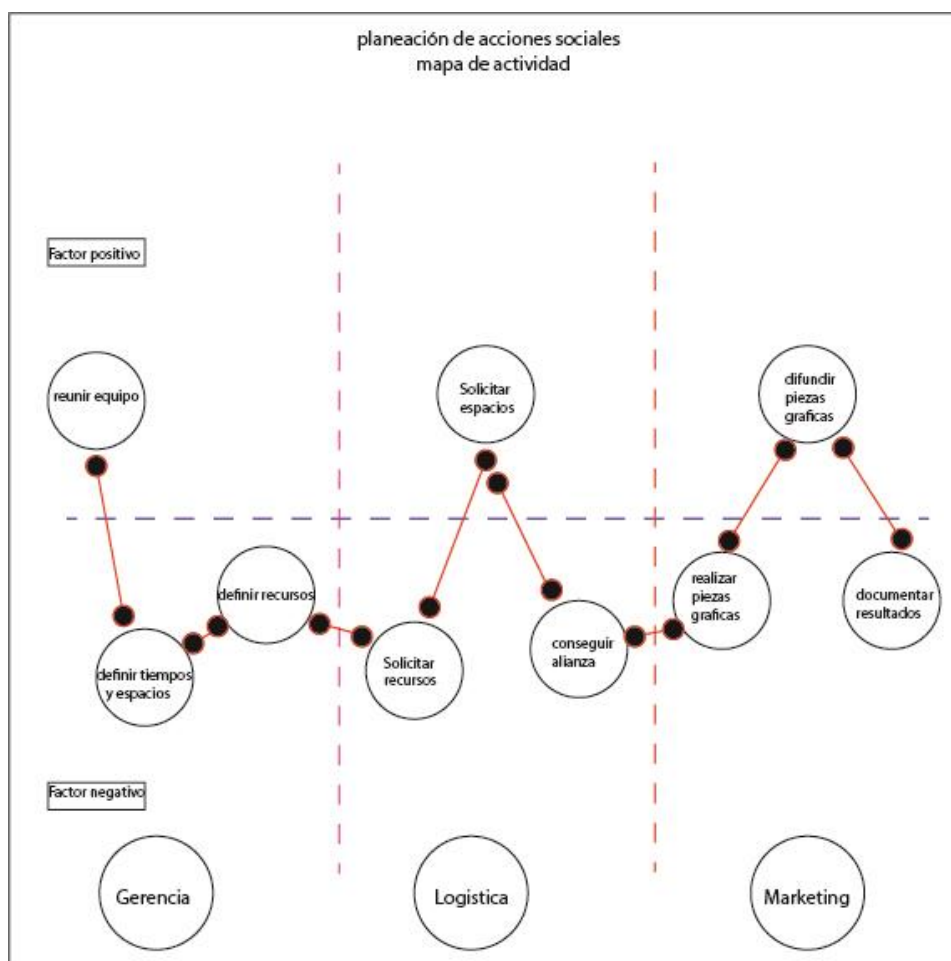 planeación de acciones sociales
mapa de actividad
Factor positivo
reunir equipo
Solicitar
espacios
difundir
piezas
graficas
definir recursos
definir tiempos
y espacios
Solicitar
recursos
conseguir
alianza
realizar
piezas
graficas
documentar
resultados
Factor negativo
Gerencia
Logistica
Marketing